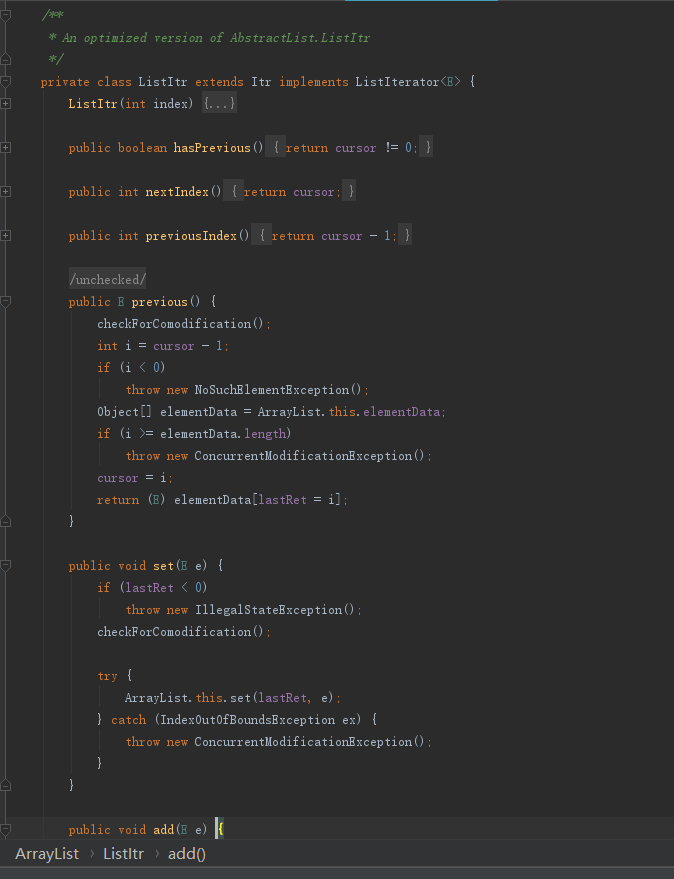 /**
 * An optimized version of AbstractList.ListItr
 */
private class ListItr extends Itr implements ListIterator<E> {
    ListItr(int index) {...}

    public boolean hasPrevious() { return cursor != 0; }

    public int nextIndex() { return cursor; }

    public int previousIndex() { return cursor - 1; }

    /unchecked/
    public E previous() {
        checkForComodification();
        int i = cursor - 1;
        if (i < 0)
            throw new NoSuchElementException();
        Object[] elementData = ArrayList.this.elementData;
        if (i >= elementData.length)
            throw new ConcurrentModificationException();
        cursor = i;
        return (E) elementData[lastRet = i];
    }

    public void set(E e) {
        if (lastRet < 0)
            throw new IllegalStateException();
        checkForComodification();

        try {
            ArrayList.this.set(lastRet, e);
        } catch (IndexOutOfBoundsException ex) {
            throw new ConcurrentModificationException();
        }
    }

    public void add(E e) {
ArrayList › ListItr › add()